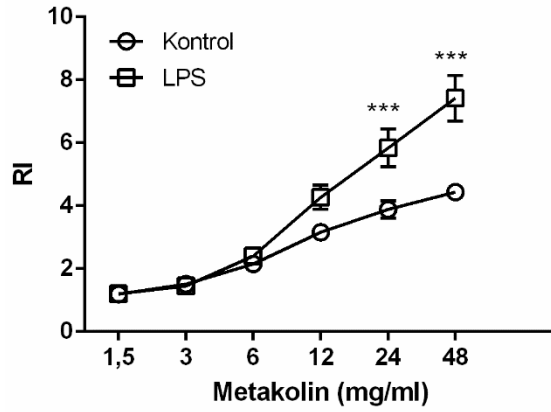 10
Kontrol
LPS
***
***
8
6
4
2
0
RI
1,5 3 6 12 24 48
Metakolin (mg/ml)